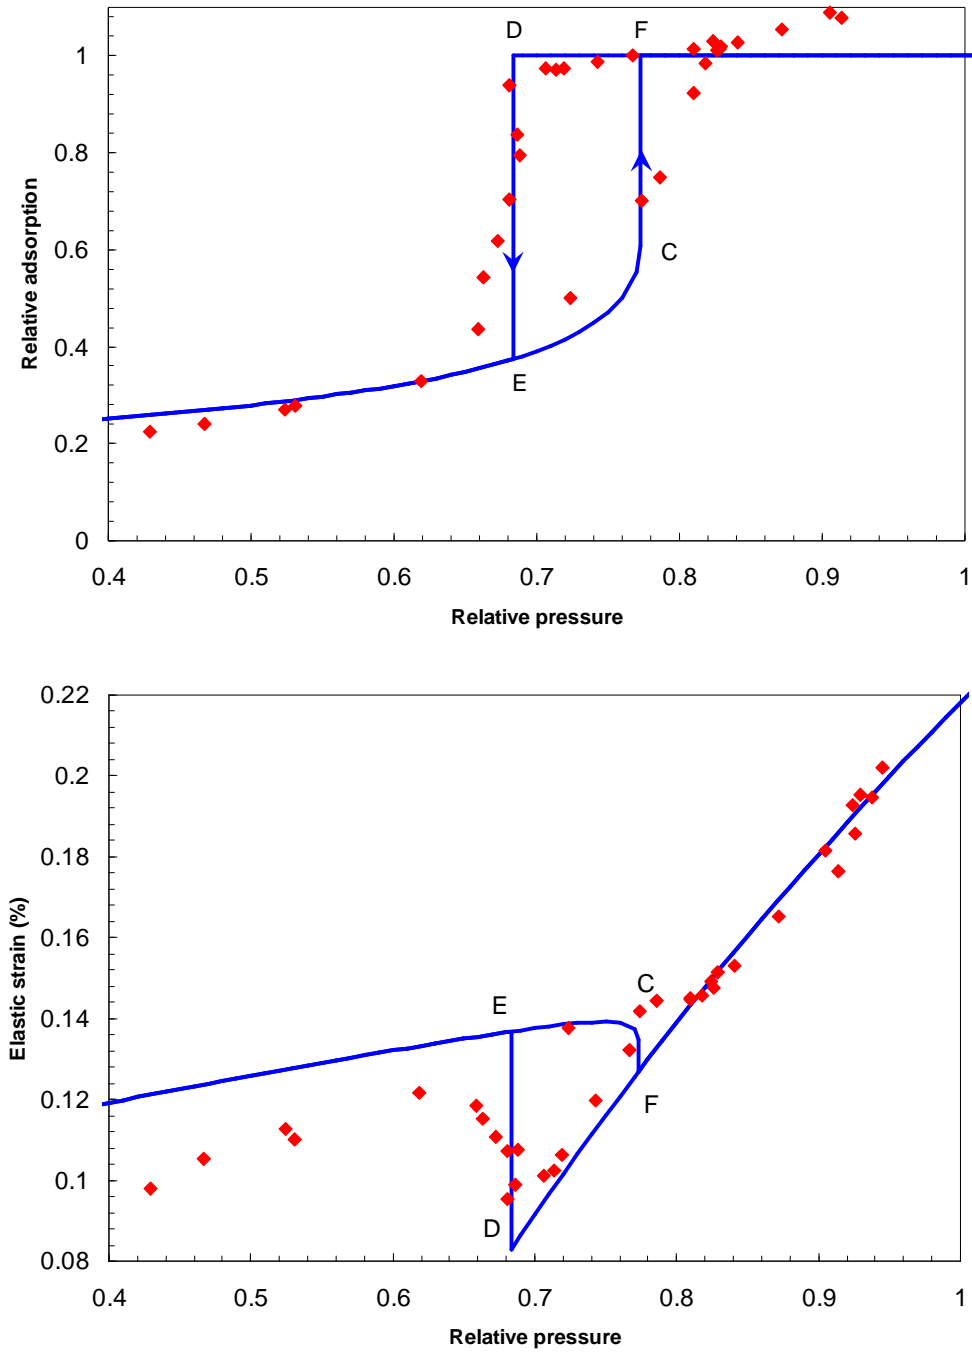 D
F
1
0.8
0.6
0.4
0.2
0
C
E
Relative adsorption
0.4
0.5
0.6
0.7
0.8
0.9
1
Relative pressure
0.22
0.2
0.18
0.16
0.14
0.12
0.1
0.08
E
C
F
D
Elastic strain (%)
0.4
0.5
0.6
0.7
0.8
0.9
1
Relative pressure